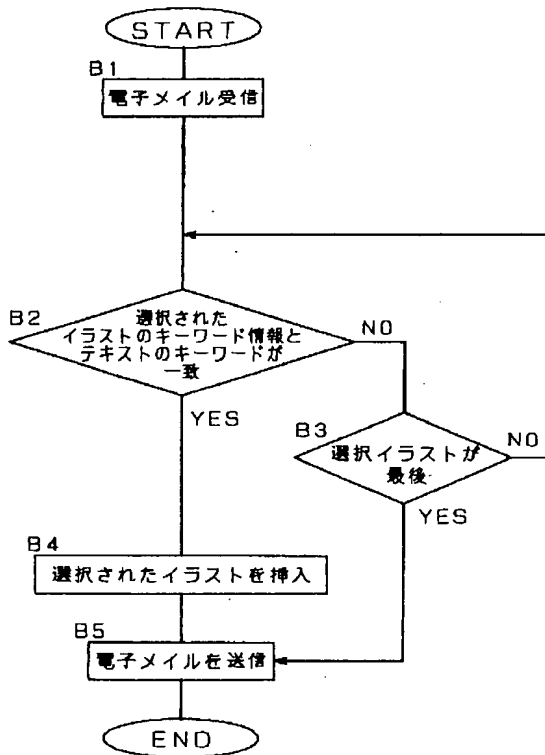 START
B1
電子メイル受信
B2
選択された
イラストのキーワード情報と
テキストのキーワードが
一致
NO
YES
B3
選択イラストが
最後
NO
YES
B4
選択されたイラストを挿入
B5
電子メイルを送信
END